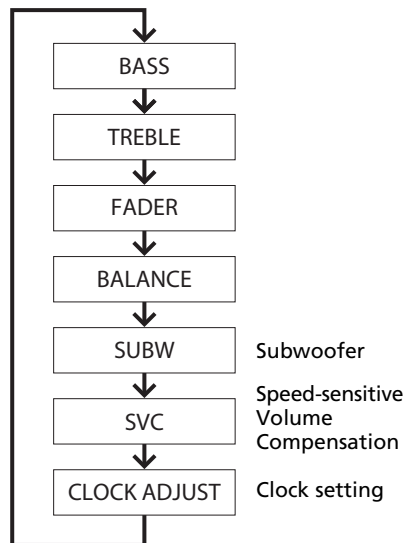 BASS
TREBLE
FADER
BALANCE
SUBW
Subwoofer
SVC
Speed-sensitive
Volume
Compensation
CLOCK ADJUST
Clock setting